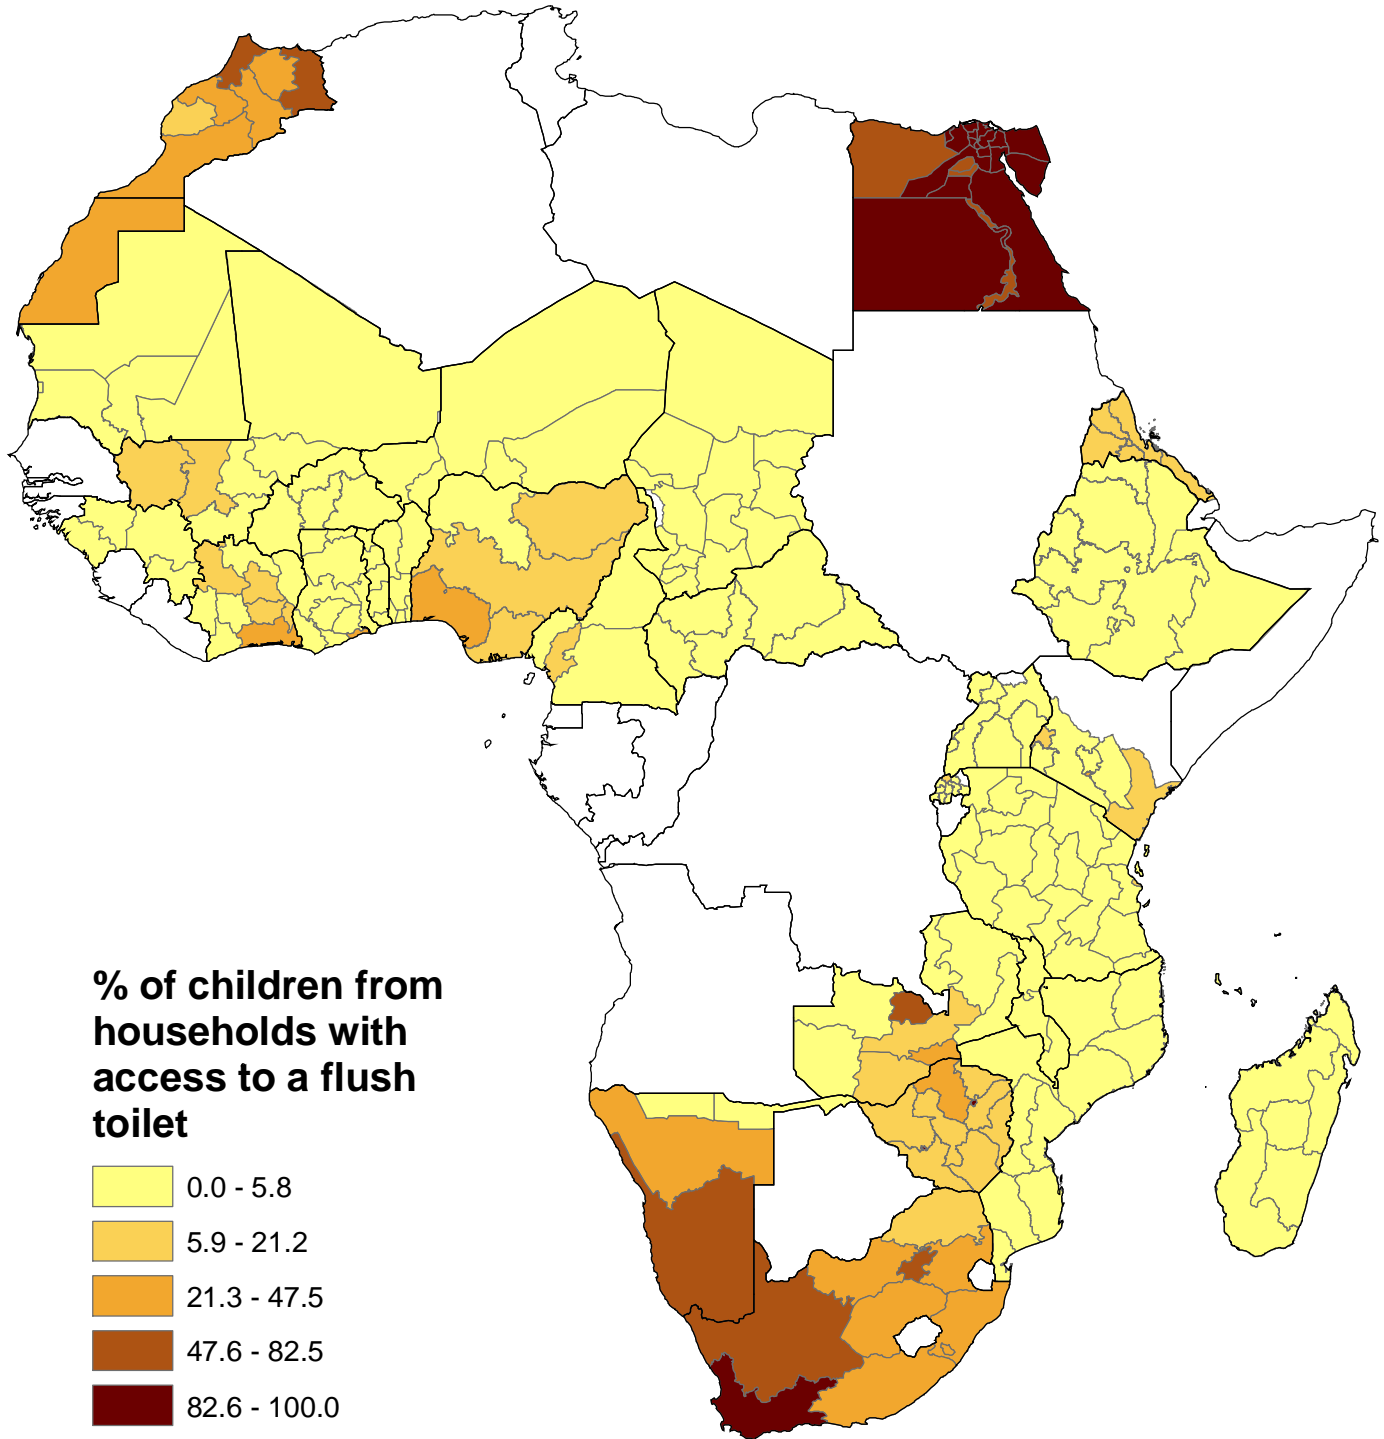 % of children from
households with
access to a flush
toilet
0.0 - 5.8
5.9 - 21.2
21.3 - 47.5
47.6 - 82.5
82.6 - 100.0